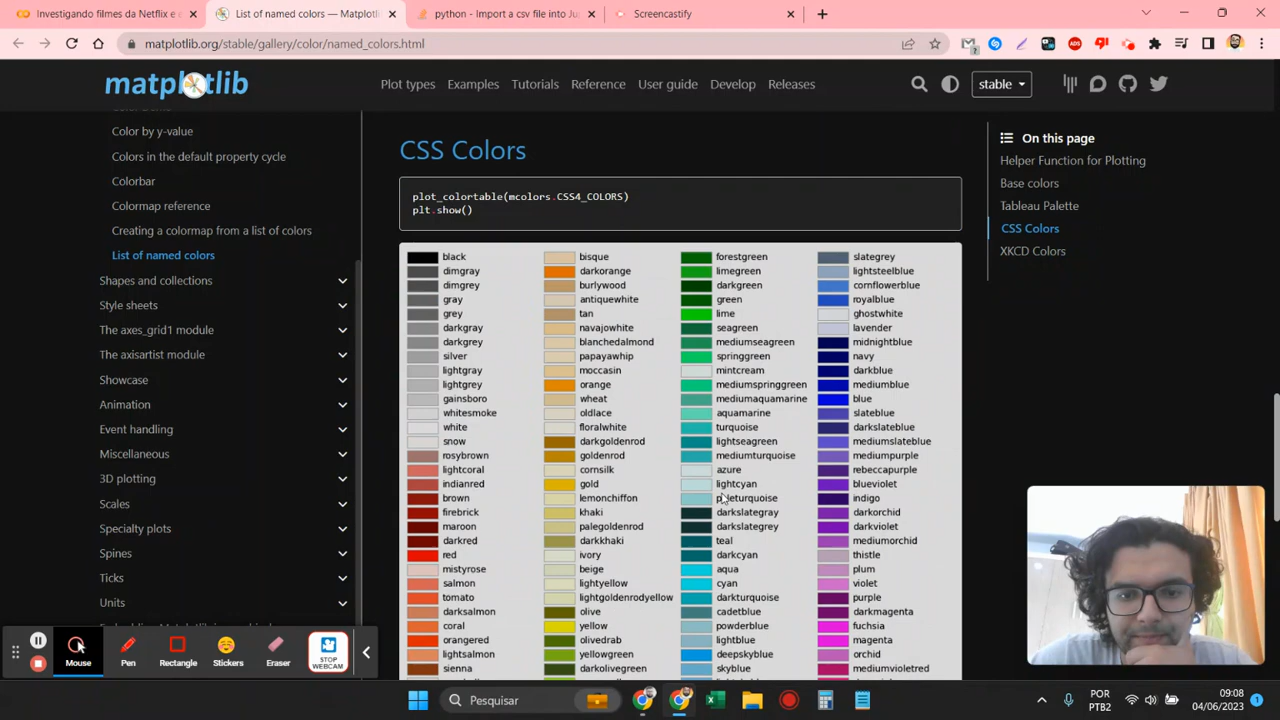 Investigando filmes da Netflix e
List of named colors — Matplotli
python - Import a csv file into Ju
Screencastify
matplotlib.org/stable/gallery/color/named_colors.html
matplotlib
Plot types
Examples
Tutorials
Reference
User guide
Develop
Releases
stable
Color by y-value
Colors in the default property cycle
Colorbar
Colormap reference
Creating a colormap from a list of colors
List of named colors
Shapes and collections
Style sheets
The axes_grid1 module
The axisartist module
Showcase
Animation
Event handling
Miscellaneous
3D plotting
Scales
Specialty plots
Spines
Ticks
Units
CSS Colors
plot_colortable(mcolors.CSS4_COLORS)
plt.show()
black
dimgray
dimgrey
gray
grey
darkgray
darkgrey
silver
lightgray
lightgrey
gainsboro
whitesmoke
white
snow
rosybrown
lightcoral
indianred
brown
firebrick
maroon
darkred
red
mistyrose
salmon
tomato
darksalmon
coral
orangered
lightsalmon
sienna
bisque
darkorange
burlywood
antiquewhite
tan
navajowhite
blanchedalmond
papayawhip
moccasin
orange
wheat
oldlace
floralwhite
darkgoldenrod
goldenrod
cornsilk
gold
lemonchiffon
khaki
palegoldenrod
darkkhaki
ivory
beige
lightyellow
lightgoldenrodyellow
olive
yellow
olivedrab
yellowgreen
darkolivegreen
forestgreen
limegreen
darkgreen
green
lime
seagreen
mediumseagreen
springgreen
mintcream
mediumspringgreen
mediumaquamarine
aquamarine
turquoise
lightseagreen
mediumturquoise
azure
lightcyan
paleturquoise
darkslategray
darkslategrey
teal
darkcyan
aqua
cyan
darkturquoise
cadetblue
powderblue
lightblue
deepskyblue
skyblue
slategrey
lightsteelblue
cornflowerblue
royalblue
ghostwhite
lavender
midnightblue
navy
darkblue
mediumblue
blue
slateblue
darkslateblue
mediumslateblue
mediumpurple
rebeccapurple
blueviolet
indigo
darkorchid
darkviolet
mediumorchid
thistle
plum
violet
purple
darkmagenta
fuchsia
magenta
orchid
mediumvioletred
On this page
Helper Function for Plotting
Base colors
Tableau Palette
CSS Colors
XKCD Colors
Mouse
Pen
Rectangle
Stickers
Eraser
STOP
WEBCAM
Pesquisar
POR
PTB2
09:08
04/06/2023